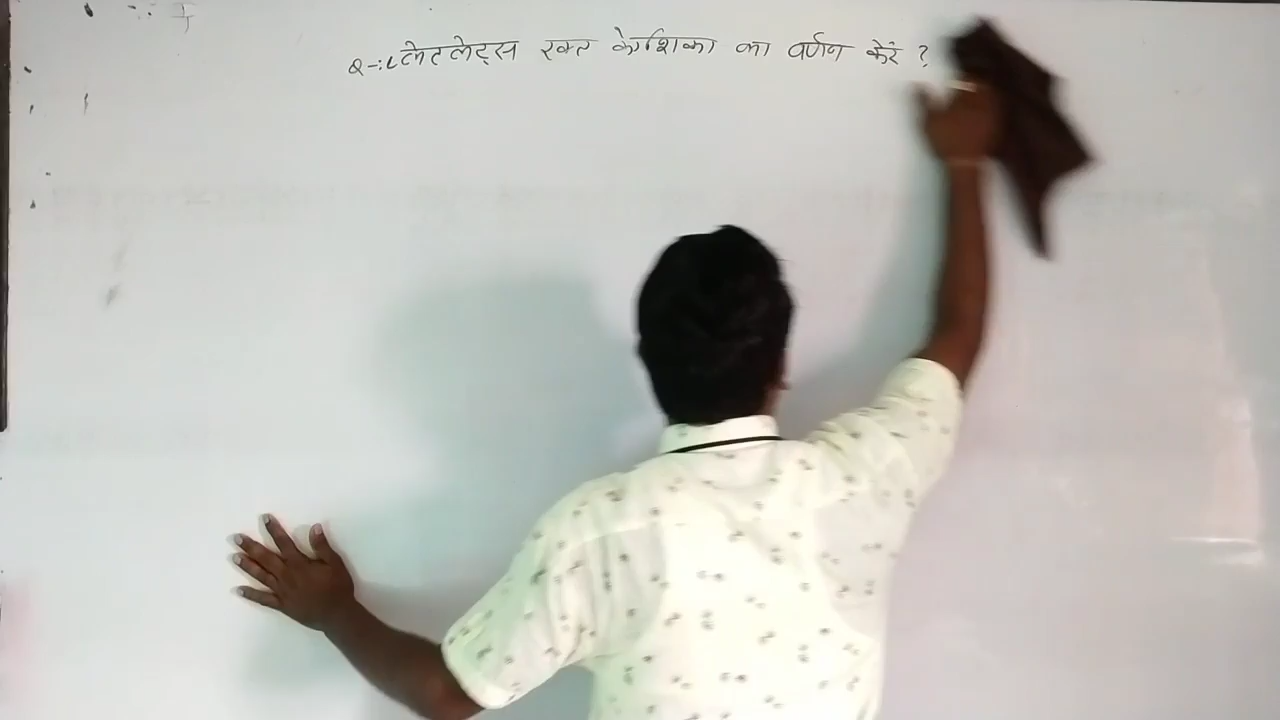 Q-: प्लेटलेट्स रक्त कोशिका का वर्णन करें ?